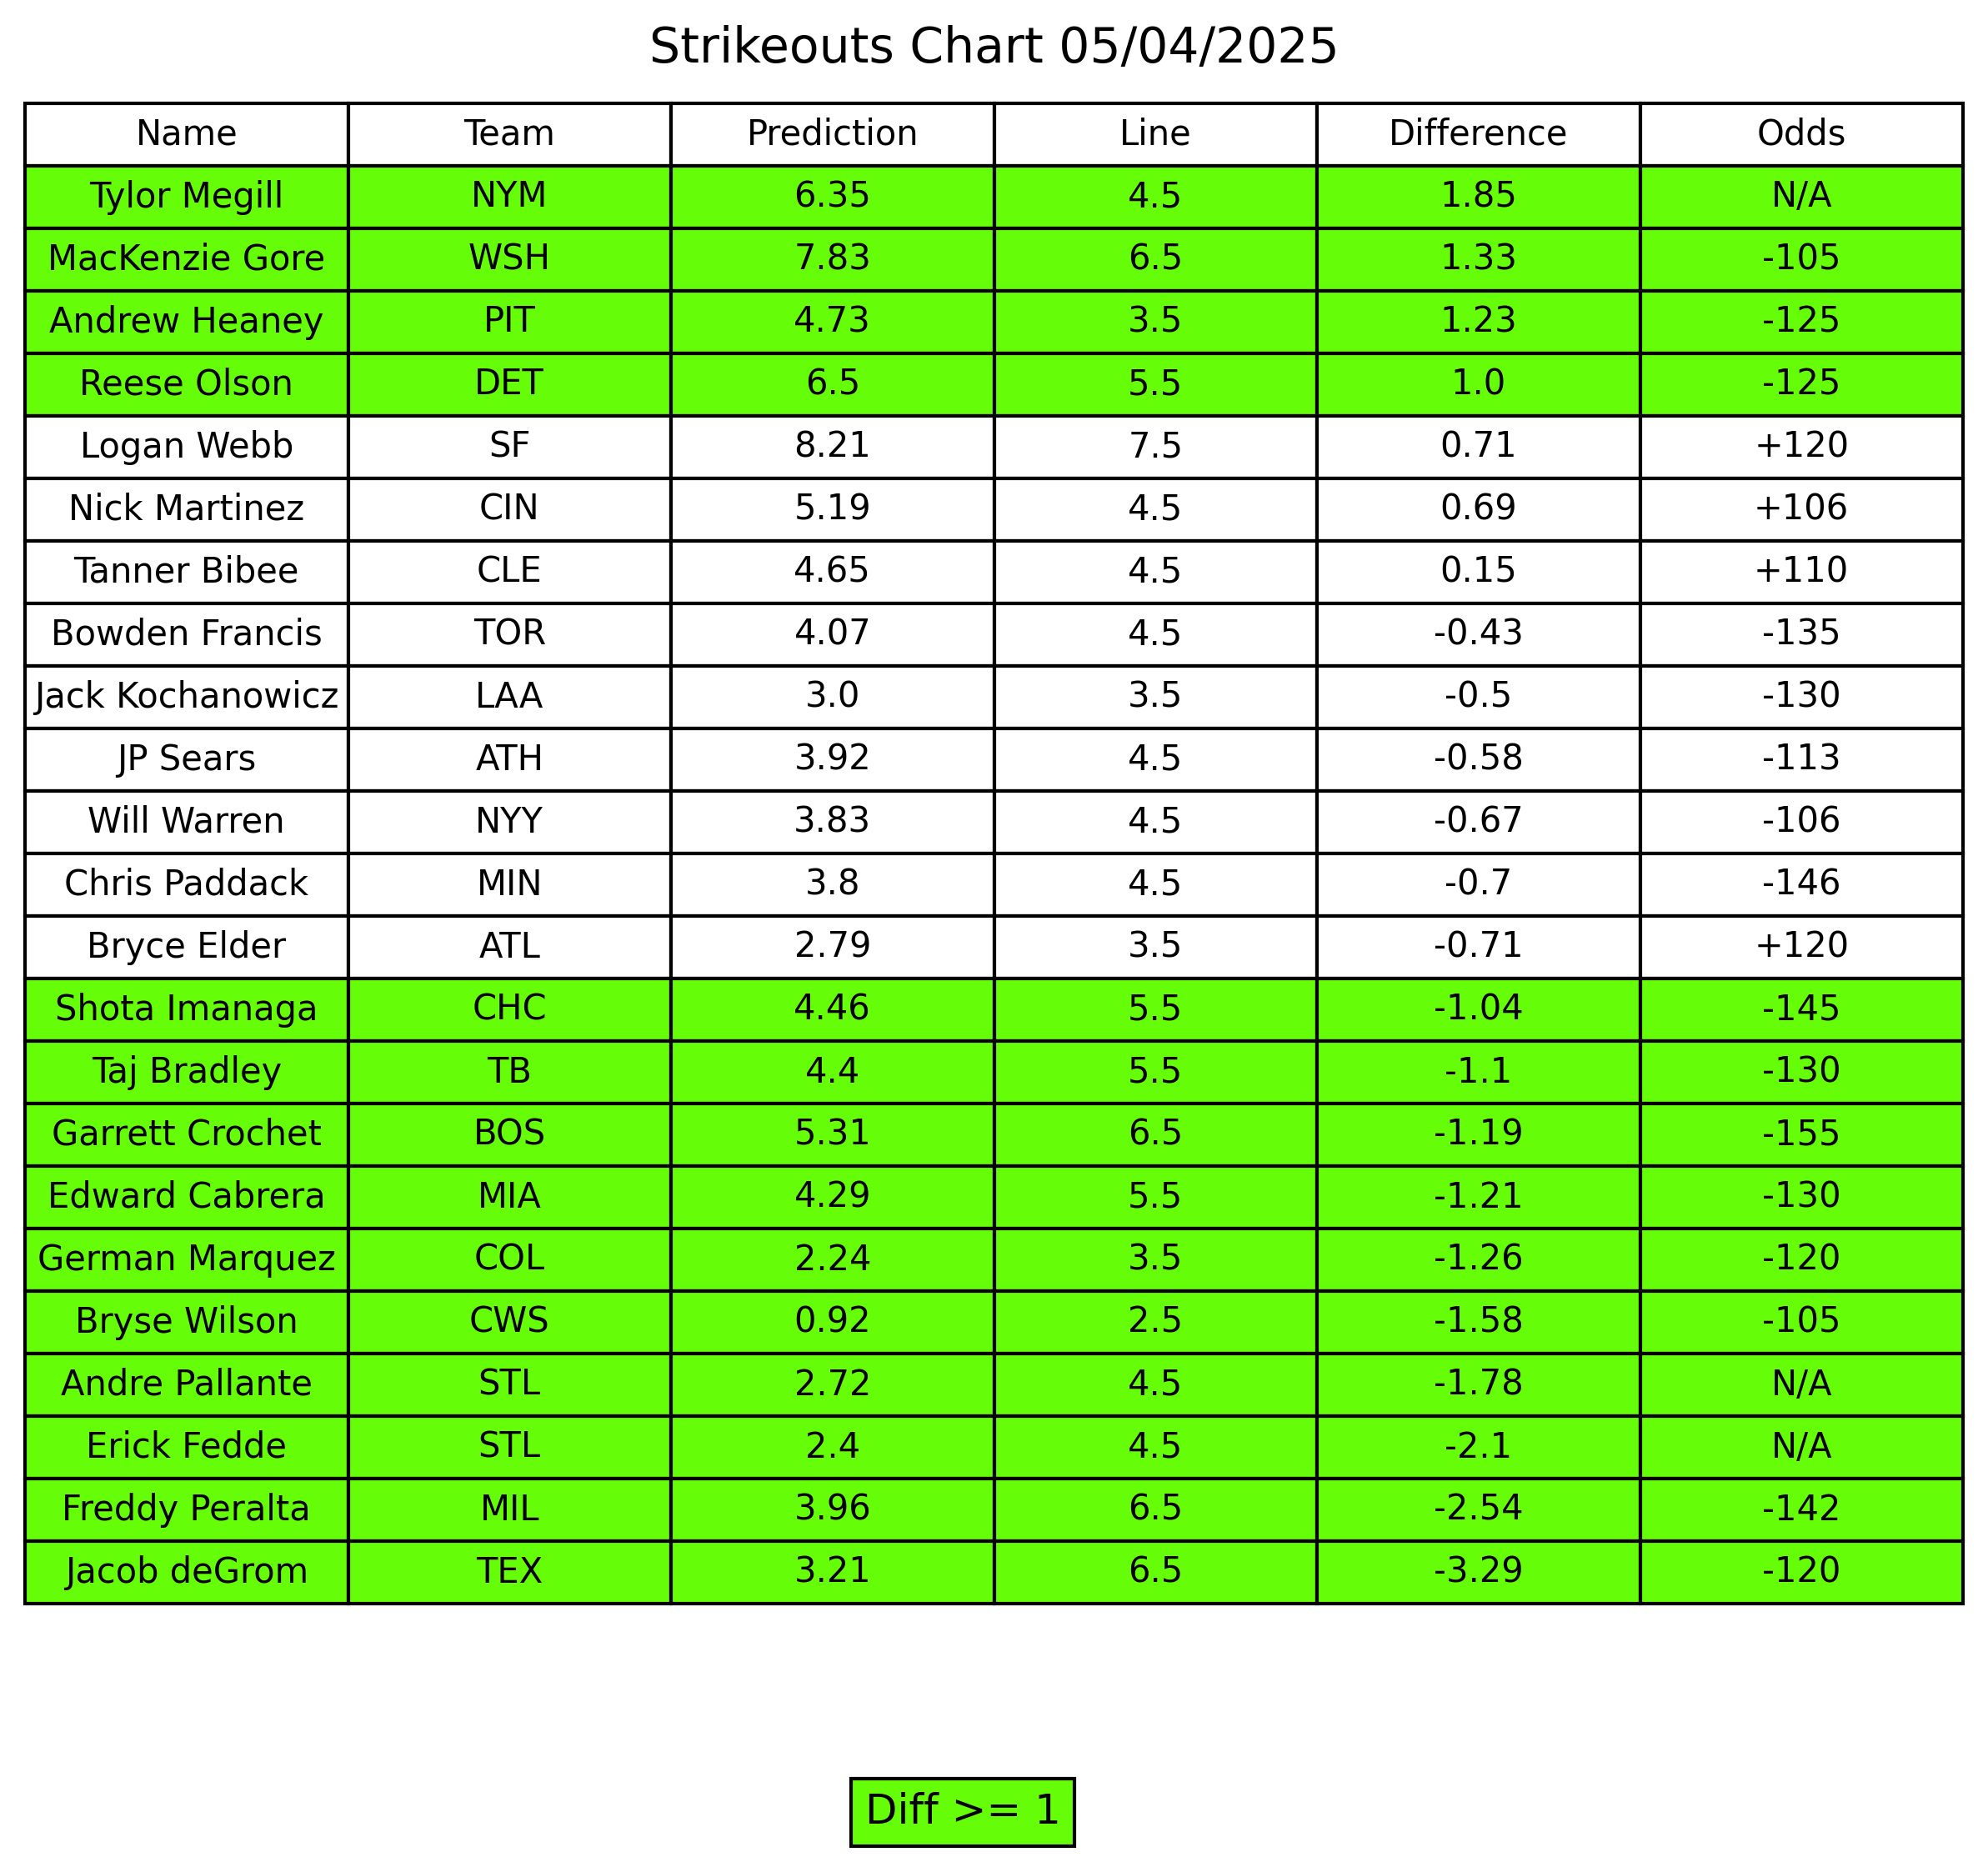 Strikeouts Chart 05/04/2025
Name Team Prediction Line Difference Odds
Tylor Megill NYM 6.35 4.5 1.85 N/A
MacKenzie Gore WSH 7.83 6.5 1.33 -105
Andrew Heaney PIT 4.73 3.5 1.23 -125
Reese Olson DET 6.5 5.5 1.0 -125
Logan Webb SF 8.21 7.5 0.71 +120
Nick Martinez CIN 5.19 4.5 0.69 +106
Tanner Bibee CLE 4.65 4.5 0.15 +110
Bowden Francis TOR 4.07 4.5 -0.43 -135
Jack Kochanowicz LAA 3.0 3.5 -0.5 -130
JP Sears ATH 3.92 4.5 -0.58 -113
Will Warren NYY 3.83 4.5 -0.67 -106
Chris Paddack MIN 3.8 4.5 -0.7 -146
Bryce Elder ATL 2.79 3.5 -0.71 +120
Shota Imanaga CHC 4.46 5.5 -1.04 -145
Taj Bradley TB 4.4 5.5 -1.1 -130
Garrett Crochet BOS 5.31 6.5 -1.19 -155
Edward Cabrera MIA 4.29 5.5 -1.21 -130
German Marquez COL 2.24 3.5 -1.26 -120
Bryse Wilson CWS 0.92 2.5 -1.58 -105
Andre Pallante STL 2.72 4.5 -1.78 N/A
Erick Fedde STL 2.4 4.5 -2.1 N/A
Freddy Peralta MIL 3.96 6.5 -2.54 -142
Jacob deGrom TEX 3.21 6.5 -3.29 -120
Diff >= 1